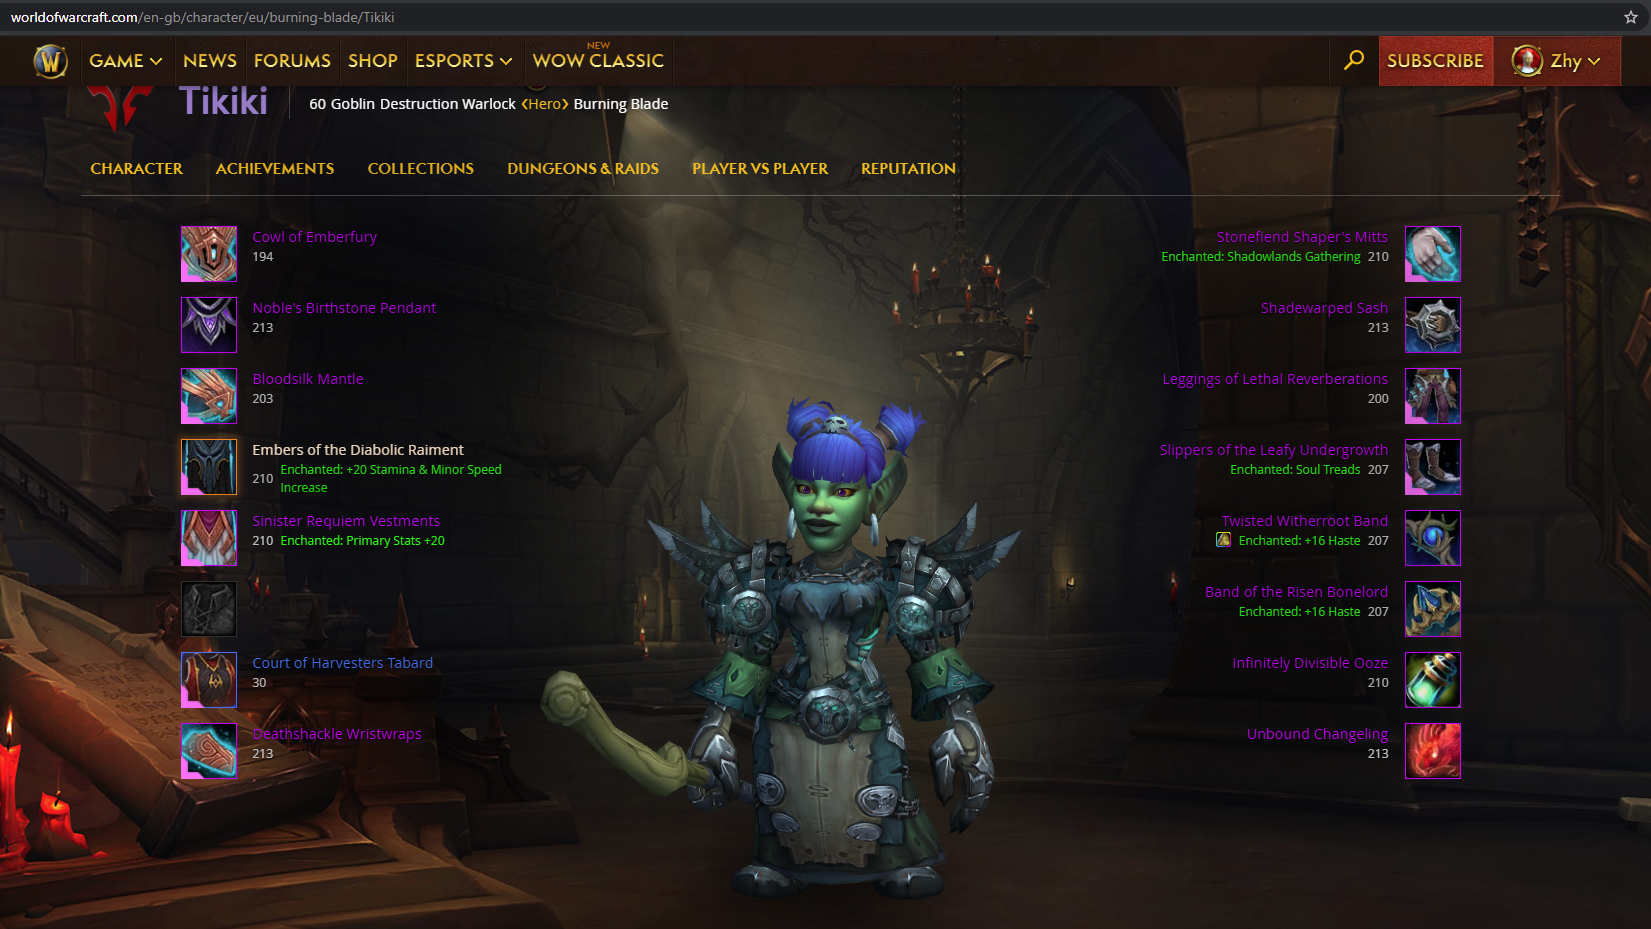 worldofwarcraft.com/en-gb/character/eu/burning-blade/Tikiki
W GAME NEWS FORUMS SHOP ESPORTS NEW WOW CLASSIC SUBSCRIBE Zhy
Tikiki 60 Goblin Destruction Warlock <Hero> Burning Blade
CHARACTER ACHIEVEMENTS COLLECTIONS DUNGEONS & RAIDS PLAYER VS PLAYER REPUTATION
Cowl of Emberfury
194
Noble's Birthstone Pendant
213
Bloodsilk Mantle
203
Embers of the Diabolic Raiment
210 Enchanted: +20 Stamina & Minor Speed
Increase
Sinister Requiem Vestments
210 Enchanted: Primary Stats +20
Court of Harvesters Tabard
30
Deathshackle Wristwraps
213
Stonefiend Shaper's Mitts
Enchanted: Shadowlands Gathering 210
Shadewarped Sash
213
Leggings of Lethal Reverberations
200
Slippers of the Leafy Undergrowth
Enchanted: Soul Treads 207
Twisted Witherroot Band
Enchanted: +16 Haste 207
Band of the Risen Bonelord
Enchanted: +16 Haste 207
Infinitely Divisible Ooze
210
Unbound Changeling
213